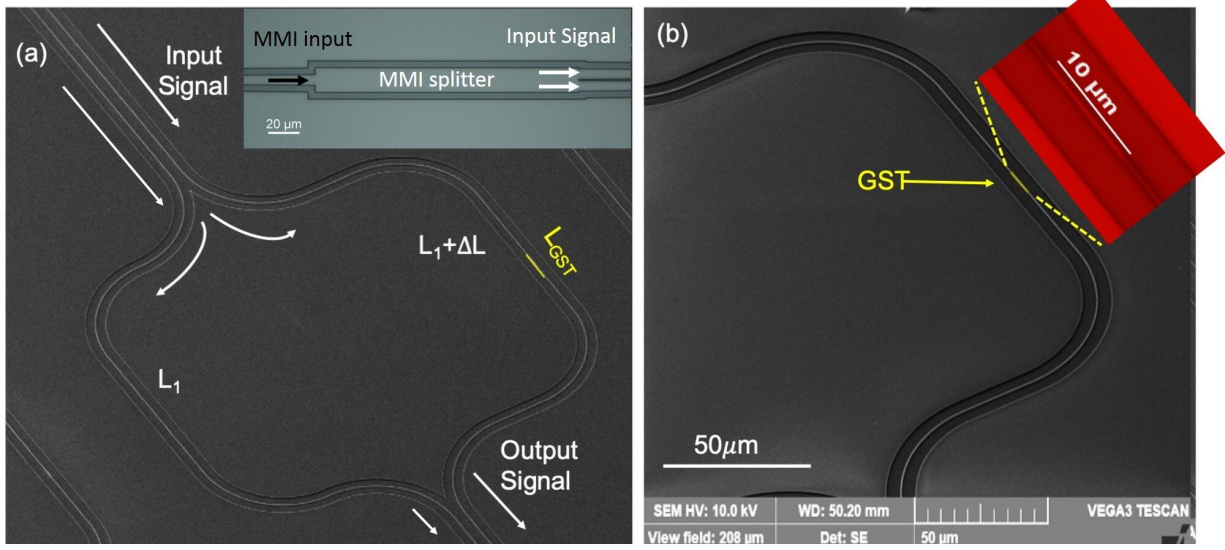 (a)
Input
Signal
MMI input
Input Signal
MMI splitter
20 µm
L₁+ΔL
L_GST
L₁
Output
Signal
(b)
10 µm
GST
50µm
SEM HV: 10.0 kV
WD: 50.20 mm
VEGA3 TESCAN
View field: 208 µm
Det: SE
50 µm